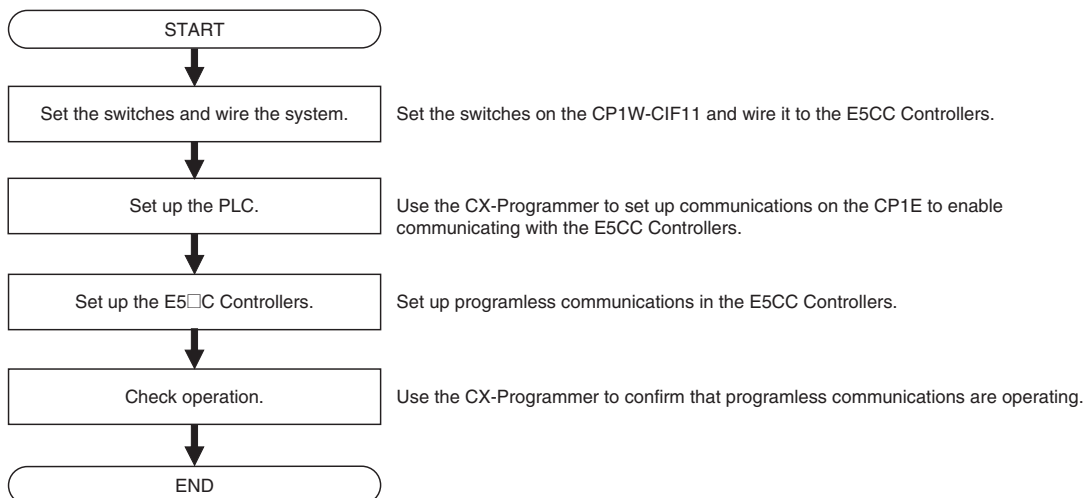 START
Set the switches and wire the system.
Set the switches on the CP1W-CIF11 and wire it to the E5CC Controllers.
Set up the PLC.
Use the CX-Programmer to set up communications on the CP1E to enable
communicating with the E5CC Controllers.
Set up the E5□C Controllers.
Set up programless communications in the E5CC Controllers.
Check operation.
Use the CX-Programmer to confirm that programless communications are operating.
END